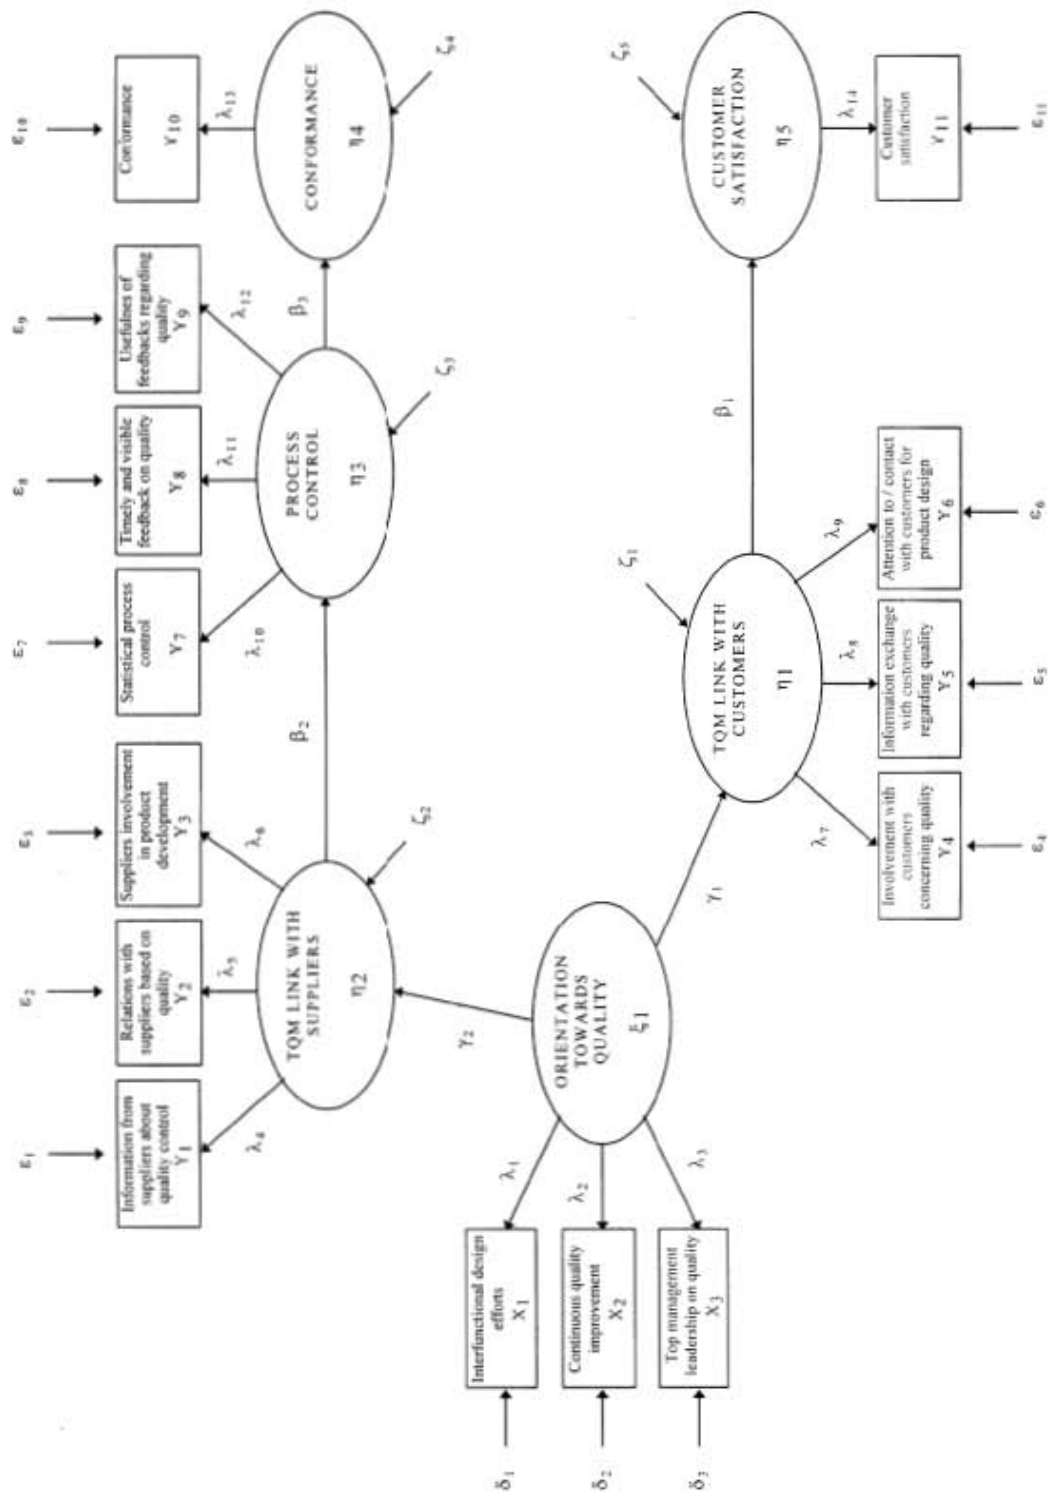 ε1
ε2
ε3
ε7
ε8
ε9
ε10
Information from
suppliers about
quality control
Y1
Relations with
suppliers based on
quality
Y2
Suppliers involvement
in product
development
Y3
Statistical process
control
Y7
Timely and visible
feedback on quality
Y8
Usefulnes of
feedbacks regarding
quality
Y9
Conformance
Y10
λ4
λ5
λ6
λ10
λ11
λ12
λ13
TQM LINK WITH
SUPPLIERS
η2
β2
PROCESS
CONTROL
η3
β3
CONFORMANCE
η4
ζ2
ζ3
ζ4
γ2
δ1
Interfunctional design
efforts
X1
λ1
δ2
Continuous quality
improvement
X2
λ2
δ3
Top management
leadership on quality
X3
λ3
ORIENTATION
TOWARDS
QUALITY
ξ1
γ1
ζ1
ζ5
TQM LINK WITH
CUSTOMERS
η1
β1
CUSTOMER
SATISFACTION
η5
λ7
λ8
λ9
λ14
Involvement with
customers
concerning quality
Y4
Information exchange
with customers
regarding quality
Y5
Attention to / contact
with customers for
product design
Y6
Customer
satisfaction
Y11
ε4
ε5
ε6
ε11